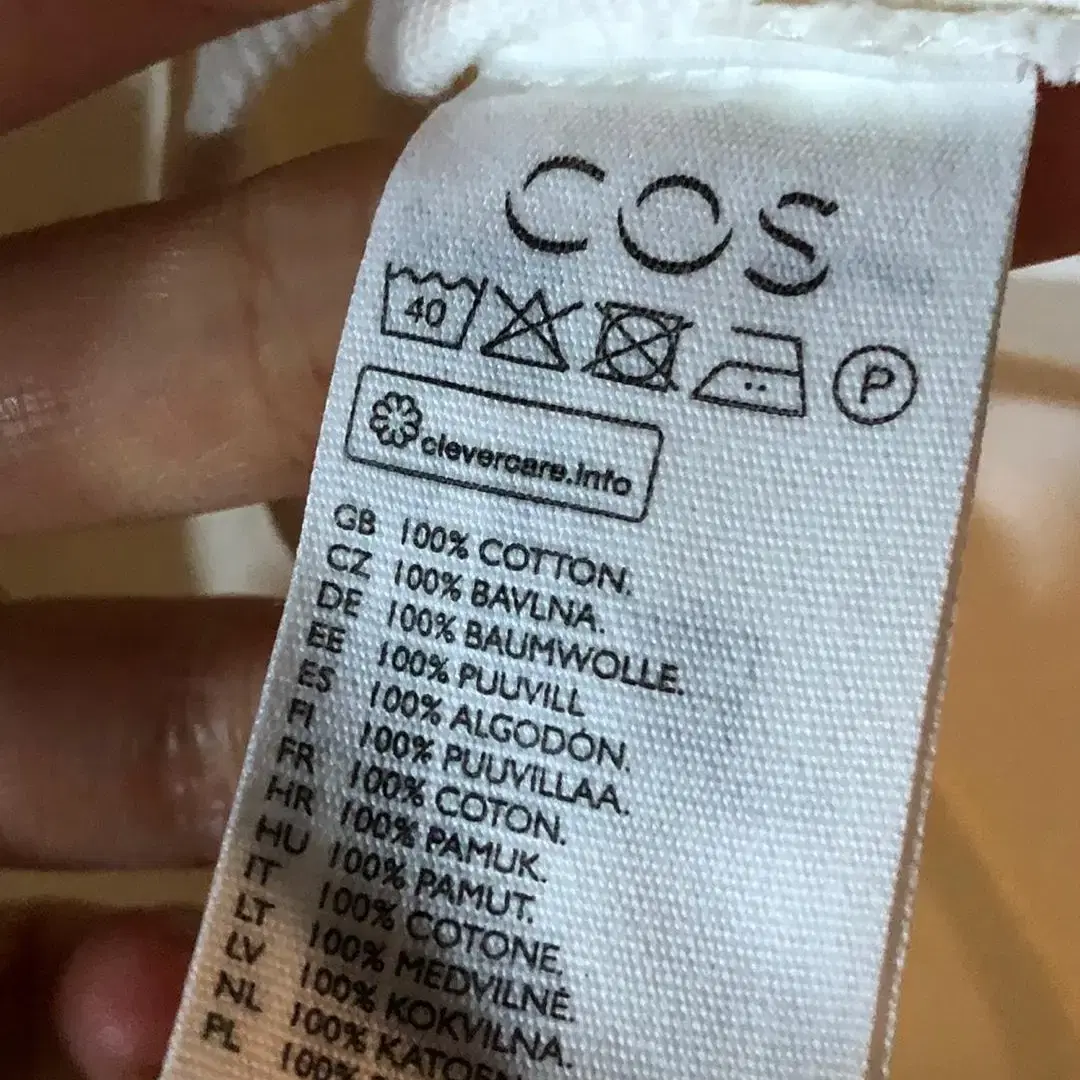 COS
40
P
clevercare.info
GB 100% COTTON.
CZ 100% BAVLNA.
DE 100% BAUMWOLLE.
EE 100% PUUVILL
ES 100% ALGODÓN.
FI 100% PUUVILLAA.
FR 100% COTON.
HR 100% PAMUK.
HU 100% PAMUT.
IT 100% COTONE.
LT 100% MEDVILNĖ.
LV 100% KOKVILNA.
NL 100%
PL 100%